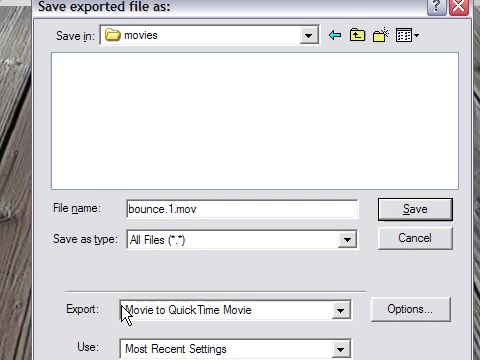 Save exported file as:
?
Save in:
movies
File name:
bounce.1.mov
Save
Save as type:
All Files (*.*)
Cancel
Export:
Movie to QuickTime Movie
Options...
Use:
Most Recent Settings